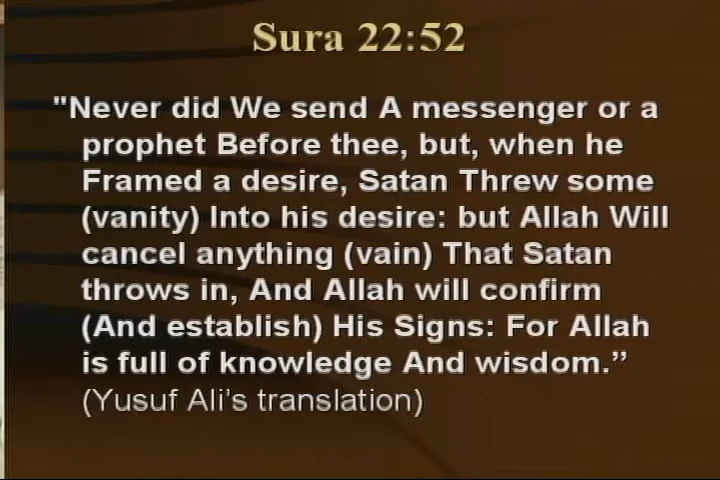 Sura 22:52
"Never did We send A messenger or a
prophet Before thee, but, when he
Framed a desire, Satan Threw some
(vanity) Into his desire: but Allah Will
cancel anything (vain) That Satan
throws in, And Allah will confirm
(And establish) His Signs: For Allah
is full of knowledge And wisdom.”
(Yusuf Ali's translation)